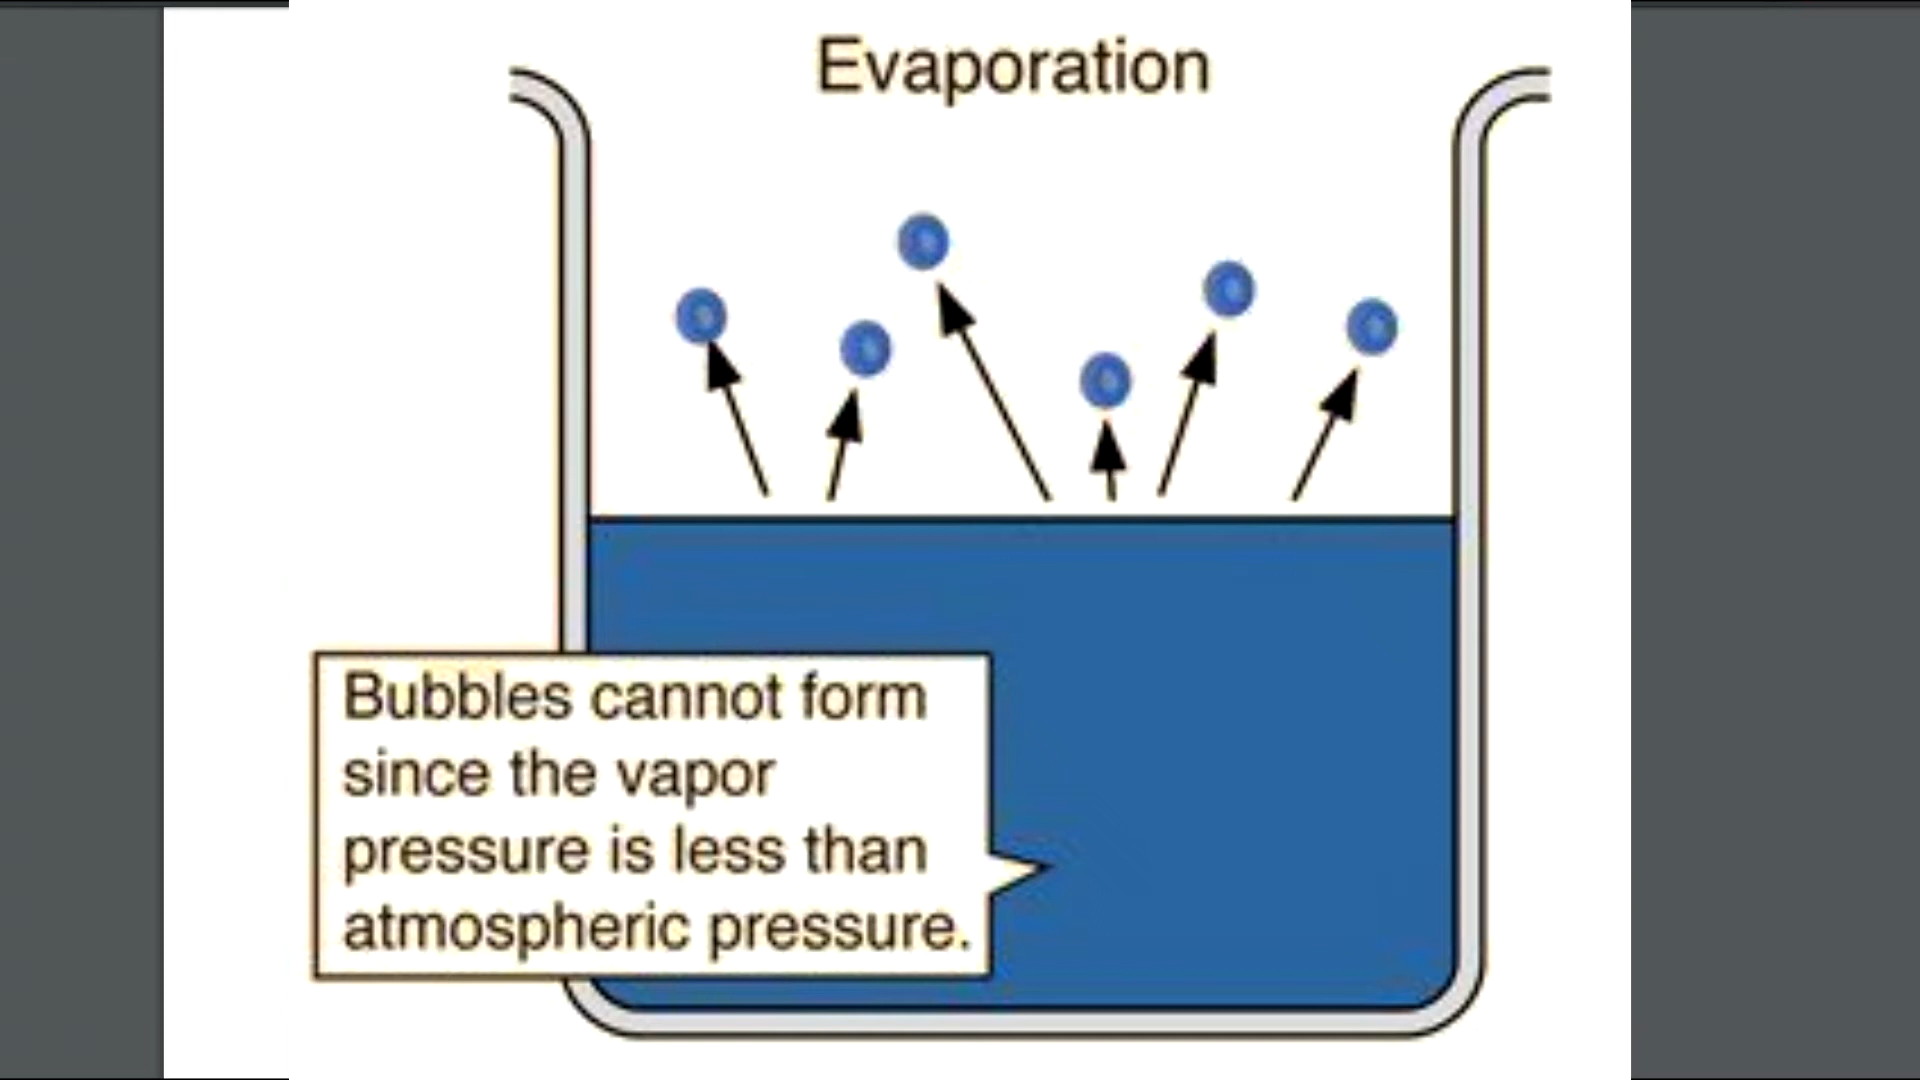 Evaporation
Bubbles cannot form
since the vapor
pressure is less than
atmospheric pressure.